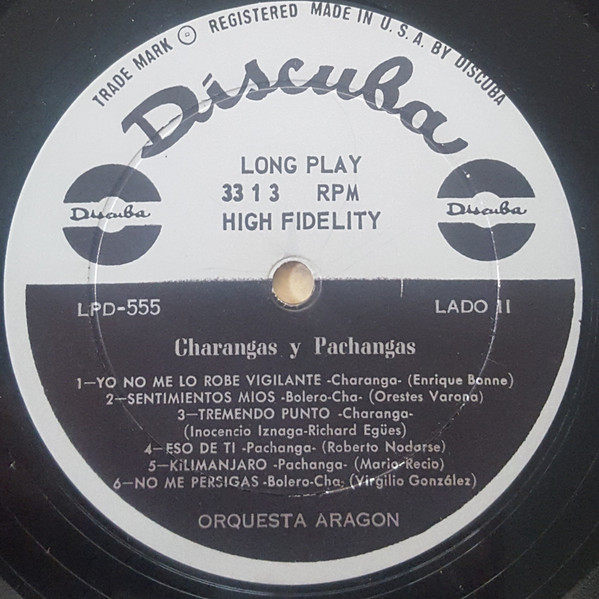 TRADE MARK R REGISTERED MADE IN U.S.A. BY DISCUBA
Discuba
LONG PLAY
33 1 3 RPM
HIGH FIDELITY
Discuba
Discuba
LPD-555
LADO II
Charangas y Pachangas
1—YO NO ME LO ROBE VIGILANTE -Charanga- (Enrique Bonne)
2—SENTIMIENTOS MIOS -Bolero-Cha- (Orestes Varona)
3—TREMENDO PUNTO -Charanga-
(Inocencio Iznaga-Richard Egües)
4—ESO DE TI -Pachanga- (Roberto Nodarse)
5—KiLIMANJARO -Pachanga- (Mario Recio)
6—NO ME PERSIGAS -Bolero-Cha- (Virgilio González)
ORQUESTA ARAGON